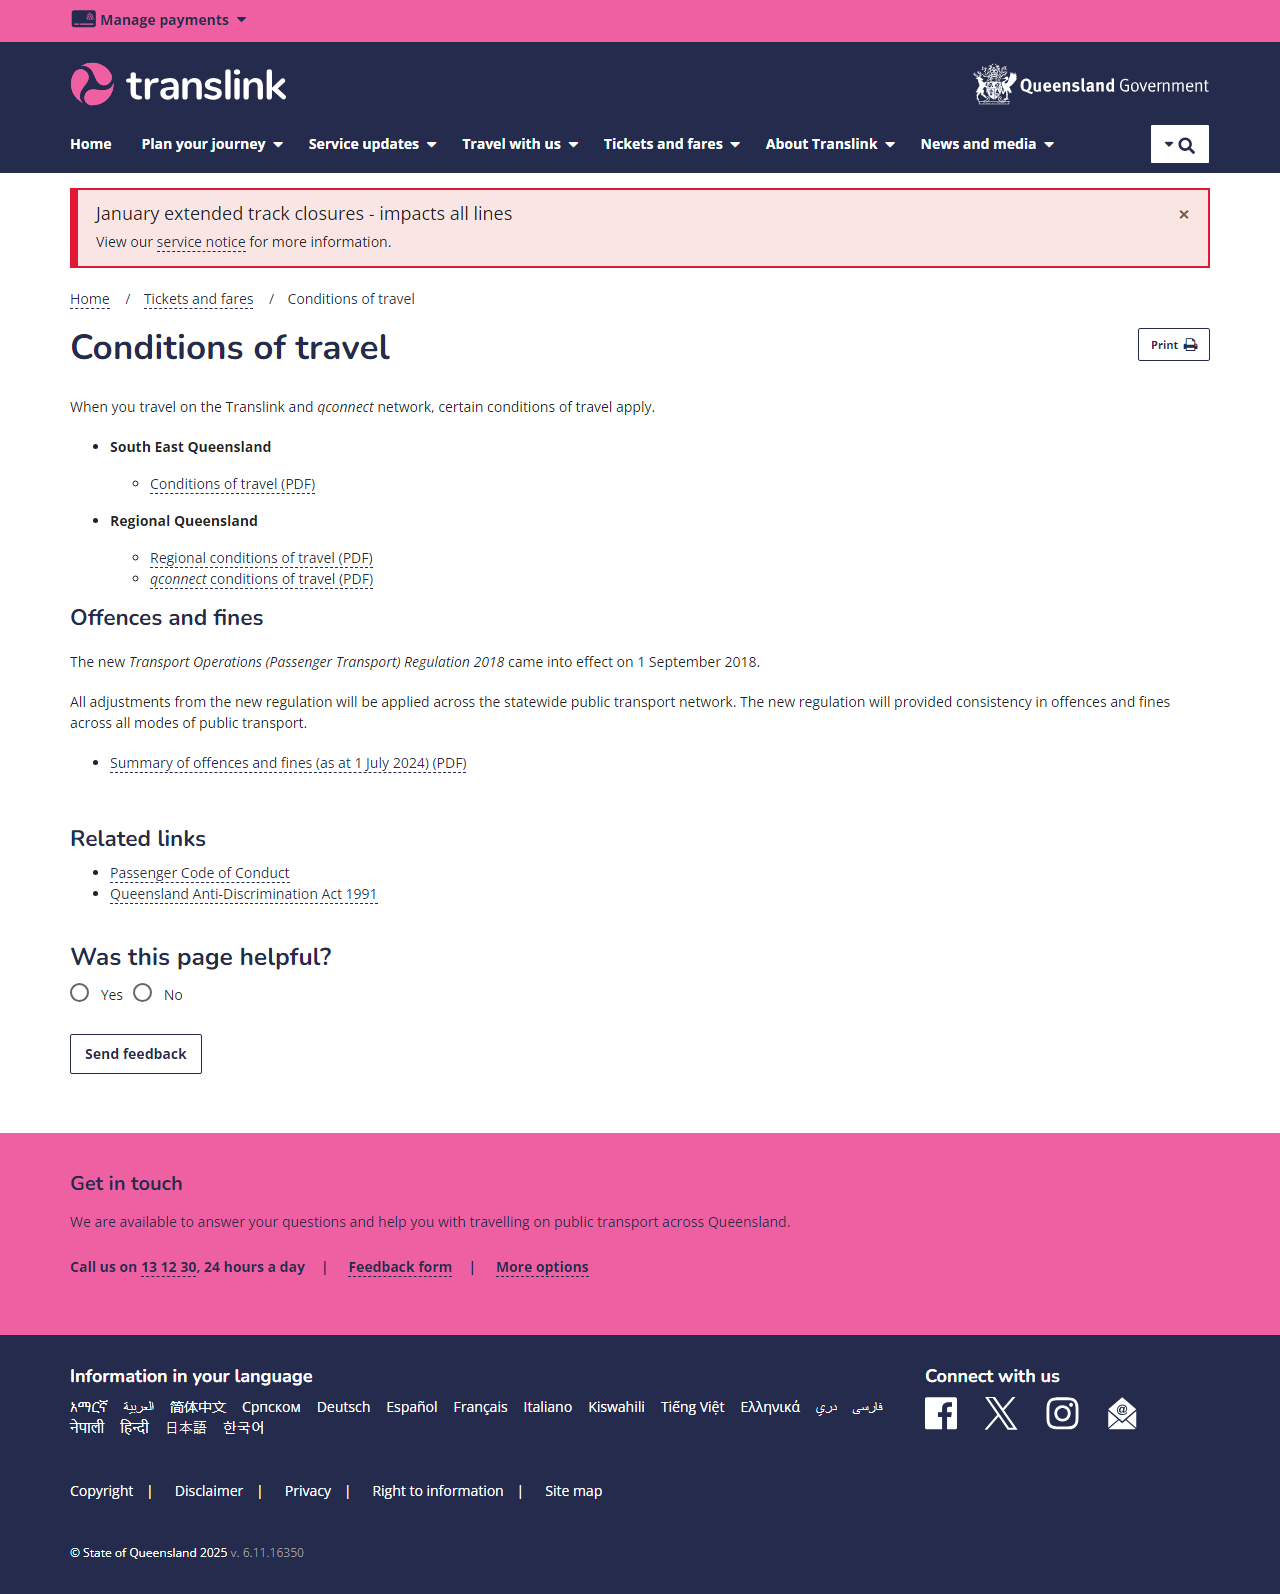 Manage payments
translink
Queensland Government
Home Plan your journey Service updates Travel with us Tickets and fares About Translink News and media
January extended track closures - impacts all lines
×
View our service notice for more information.
Home / Tickets and fares / Conditions of travel
Conditions of travel
Print
When you travel on the Translink and qconnect network, certain conditions of travel apply.
South East Queensland
Conditions of travel (PDF)
Regional Queensland
Regional conditions of travel (PDF)
qconnect conditions of travel (PDF)
Offences and fines
The new Transport Operations (Passenger Transport) Regulation 2018 came into effect on 1 September 2018.
All adjustments from the new regulation will be applied across the statewide public transport network. The new regulation will provided consistency in offences and fines
across all modes of public transport.
Summary of offences and fines (as at 1 July 2024) (PDF)
Related links
Passenger Code of Conduct
Queensland Anti-Discrimination Act 1991
Was this page helpful?
Yes No
Send feedback
Get in touch
We are available to answer your questions and help you with travelling on public transport across Queensland.
Call us on 13 12 30, 24 hours a day | Feedback form | More options
Information in your language
አማርኛ العربية 简体中文 Српском Deutsch Español Français Italiano Kiswahili Tiếng Việt Ελληνικά دري فارسی
नेपाली हिन्दी 日本語 한국어
Connect with us
Copyright | Disclaimer | Privacy | Right to information | Site map
© State of Queensland 2025 v. 6.11.16350